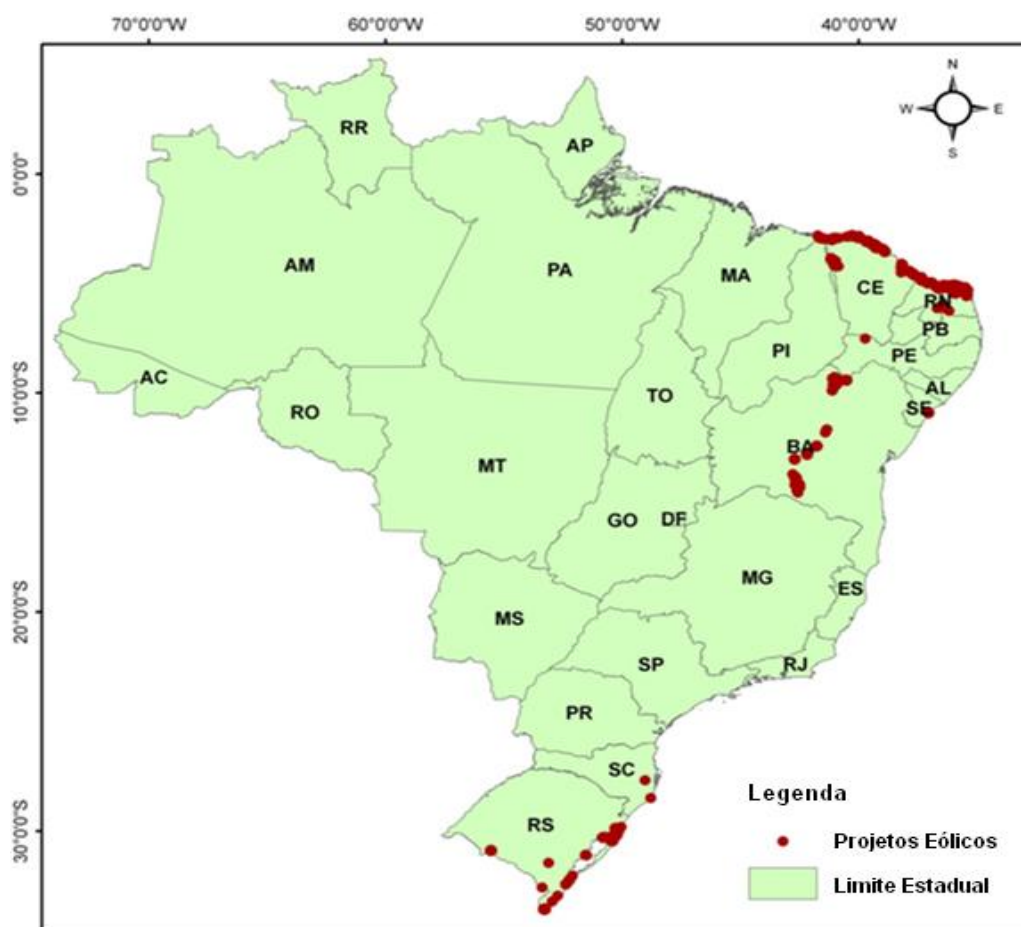 70°0'0"W 60°0'0"W 50°0'0"W 40°0'0"W
N
W E
S
RR
AP
0°0'0"
AM
PA
MA
CE
RN
PB
PI
PE
AC
AL
TO
SE
10°0'0"S
RO
BA
MT
GO
DF
MG
ES
MS
20°0'0"S
SP
RJ
PR
SC
Legenda
RS
30°0'0"S
Projetos Eólicos
Limite Estadual